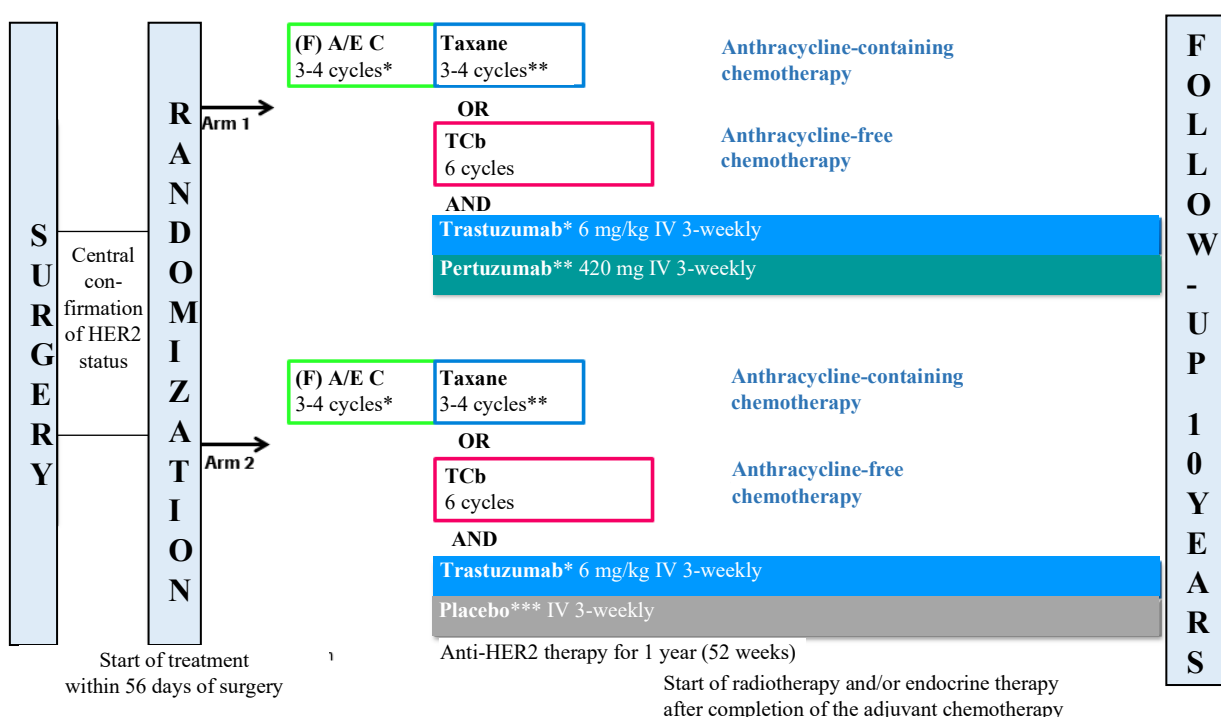 SURGERY
Central
con-
firmation
of HER2
status
RANDOMIZATION
Arm 1
(F) A/E C
3-4 cycles*
Taxane
3-4 cycles**
Anthracycline-containing
chemotherapy
OR
TCb
6 cycles
Anthracycline-free
chemotherapy
AND
Trastuzumab* 6 mg/kg IV 3-weekly
Pertuzumab** 420 mg IV 3-weekly
Arm 2
(F) A/E C
3-4 cycles*
Taxane
3-4 cycles**
Anthracycline-containing
chemotherapy
OR
TCb
6 cycles
Anthracycline-free
chemotherapy
AND
Trastuzumab* 6 mg/kg IV 3-weekly
Placebo*** IV 3-weekly
FOLLOW-UP 10YEARS
Start of treatment
within 56 days of surgery
Anti-HER2 therapy for 1 year (52 weeks)
Start of radiotherapy and/or endocrine therapy
after completion of the adjuvant chemotherapy